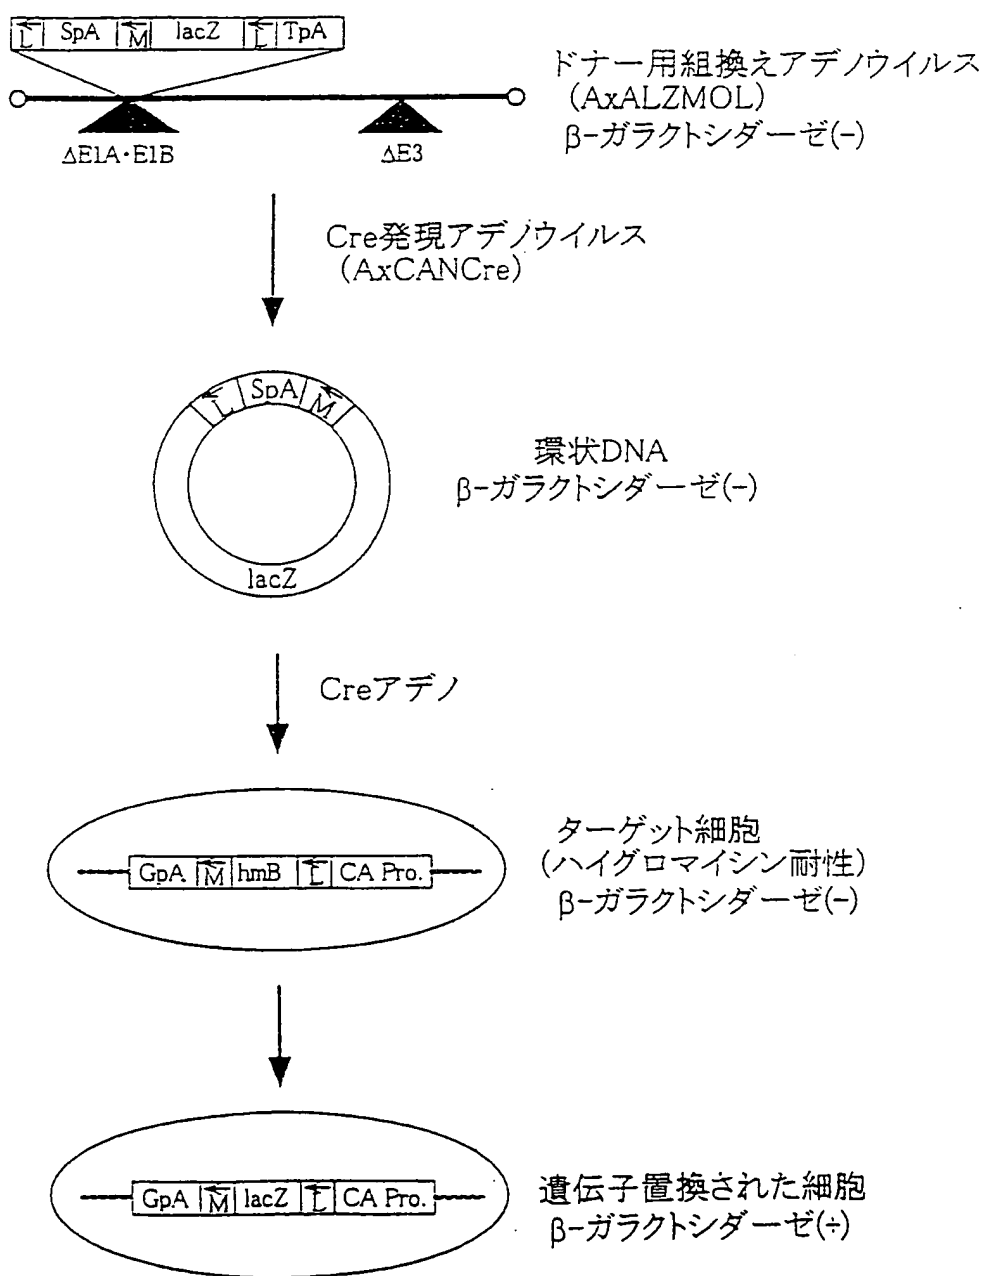 L SpA M lacZ L TpA
ドナー用組換えアデノウイルス
(AxALZMOL)
β-ガラクトシダーゼ(-)
ΔE1A・E1B
ΔE3
Cre発現アデノウイルス
(AxCANCre)
L SpA M
lacZ
環状DNA
β-ガラクトシダーゼ(-)
Creアデノ
GpA M hmB L CA Pro.
ターゲット細胞
(ハイグロマイシン耐性)
β-ガラクトシダーゼ(-)
GpA M lacZ L CA Pro.
遺伝子置換された細胞
β-ガラクトシダーゼ(+)